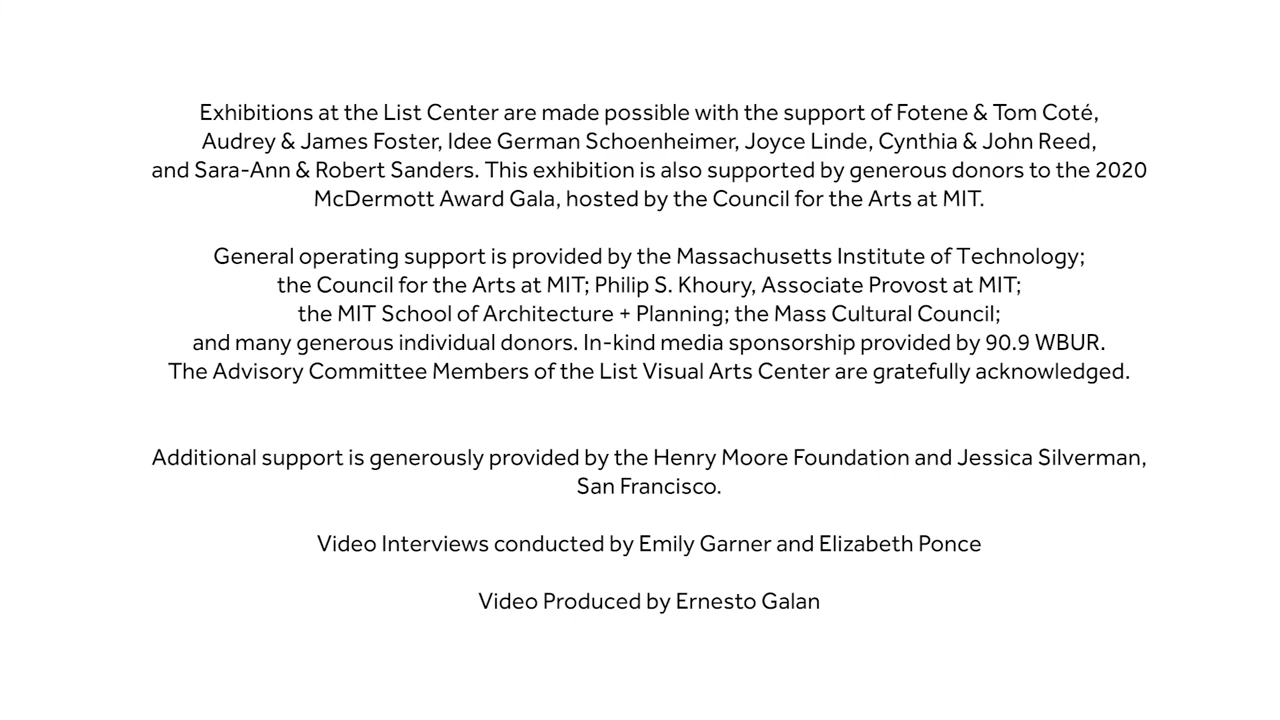 Exhibitions at the List Center are made possible with the support of Fotene & Tom Coté,
Audrey & James Foster, Idee German Schoenheimer, Joyce Linde, Cynthia & John Reed,
and Sara-Ann & Robert Sanders. This exhibition is also supported by generous donors to the 2020
McDermott Award Gala, hosted by the Council for the Arts at MIT.
General operating support is provided by the Massachusetts Institute of Technology;
the Council for the Arts at MIT; Philip S. Khoury, Associate Provost at MIT;
the MIT School of Architecture + Planning; the Mass Cultural Council;
and many generous individual donors. In-kind media sponsorship provided by 90.9 WBUR.
The Advisory Committee Members of the List Visual Arts Center are gratefully acknowledged.
Additional support is generously provided by the Henry Moore Foundation and Jessica Silverman,
San Francisco.
Video Interviews conducted by Emily Garner and Elizabeth Ponce
Video Produced by Ernesto Galan